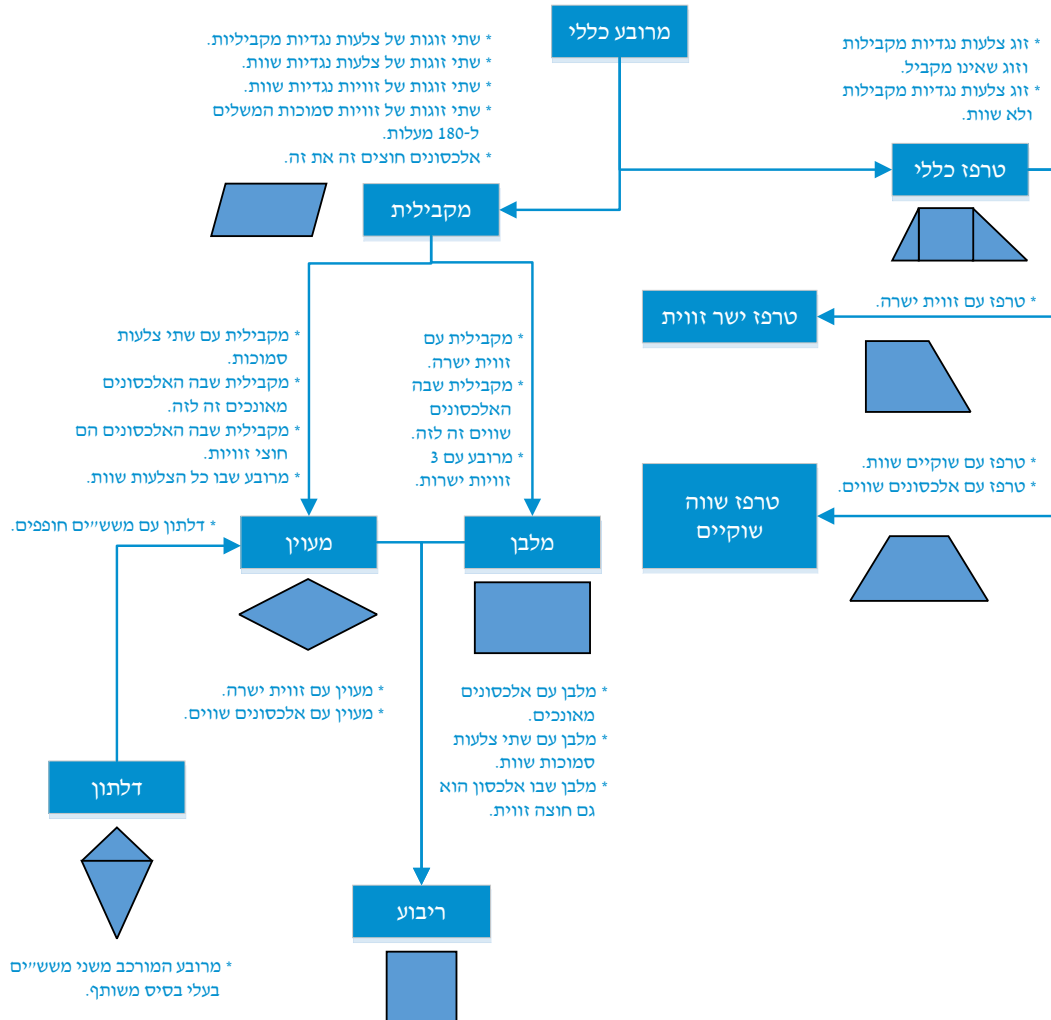 מרובע כללי
* זוג צלעות נגדיות מקבילות
וזוג שאינו מקביל.
* זוג צלעות נגדיות מקבילות
ולא שוות.
טרפז כללי
* שתי זוגות של צלעות נגדיות מקביליות.
* שתי זוגות של צלעות נגדיות שוות.
* שתי זוגות של זוויות נגדיות שוות.
* שתי זוגות של זוויות סמוכות המשלים
ל-180 מעלות.
* אלכסונים חוצים זה את זה.
מקבילית
* טרפז עם זווית ישרה.
טרפז ישר זווית
* טרפז עם שוקיים שוות.
* טרפז עם אלכסונים שווים.
טרפז שווה
שוקיים
* מקבילית עם
זווית ישרה.
* מקבילית שבה
האלכסונים
שווים זה לזה.
* מרובע עם 3
זוויות ישרות.
מלבן
* מקבילית עם שתי צלעות
סמוכות.
* מקבילית שבה האלכסונים
מאונכים זה לזה.
* מקבילית שבה האלכסונים הם
חוצי זוויות.
* מרובע שבו כל הצלעות שוות.
מעוין
* דלתון עם משש״ים חופפים.
* מלבן עם אלכסונים
מאונכים.
* מלבן עם שתי צלעות
סמוכות שוות.
* מלבן שבו אלכסון הוא
גם חוצה זווית.
* מעוין עם זווית ישרה.
* מעוין עם אלכסונים שווים.
דלתון
ריבוע
* מרובע המורכב משני משש״ים
בעלי בסיס משותף.